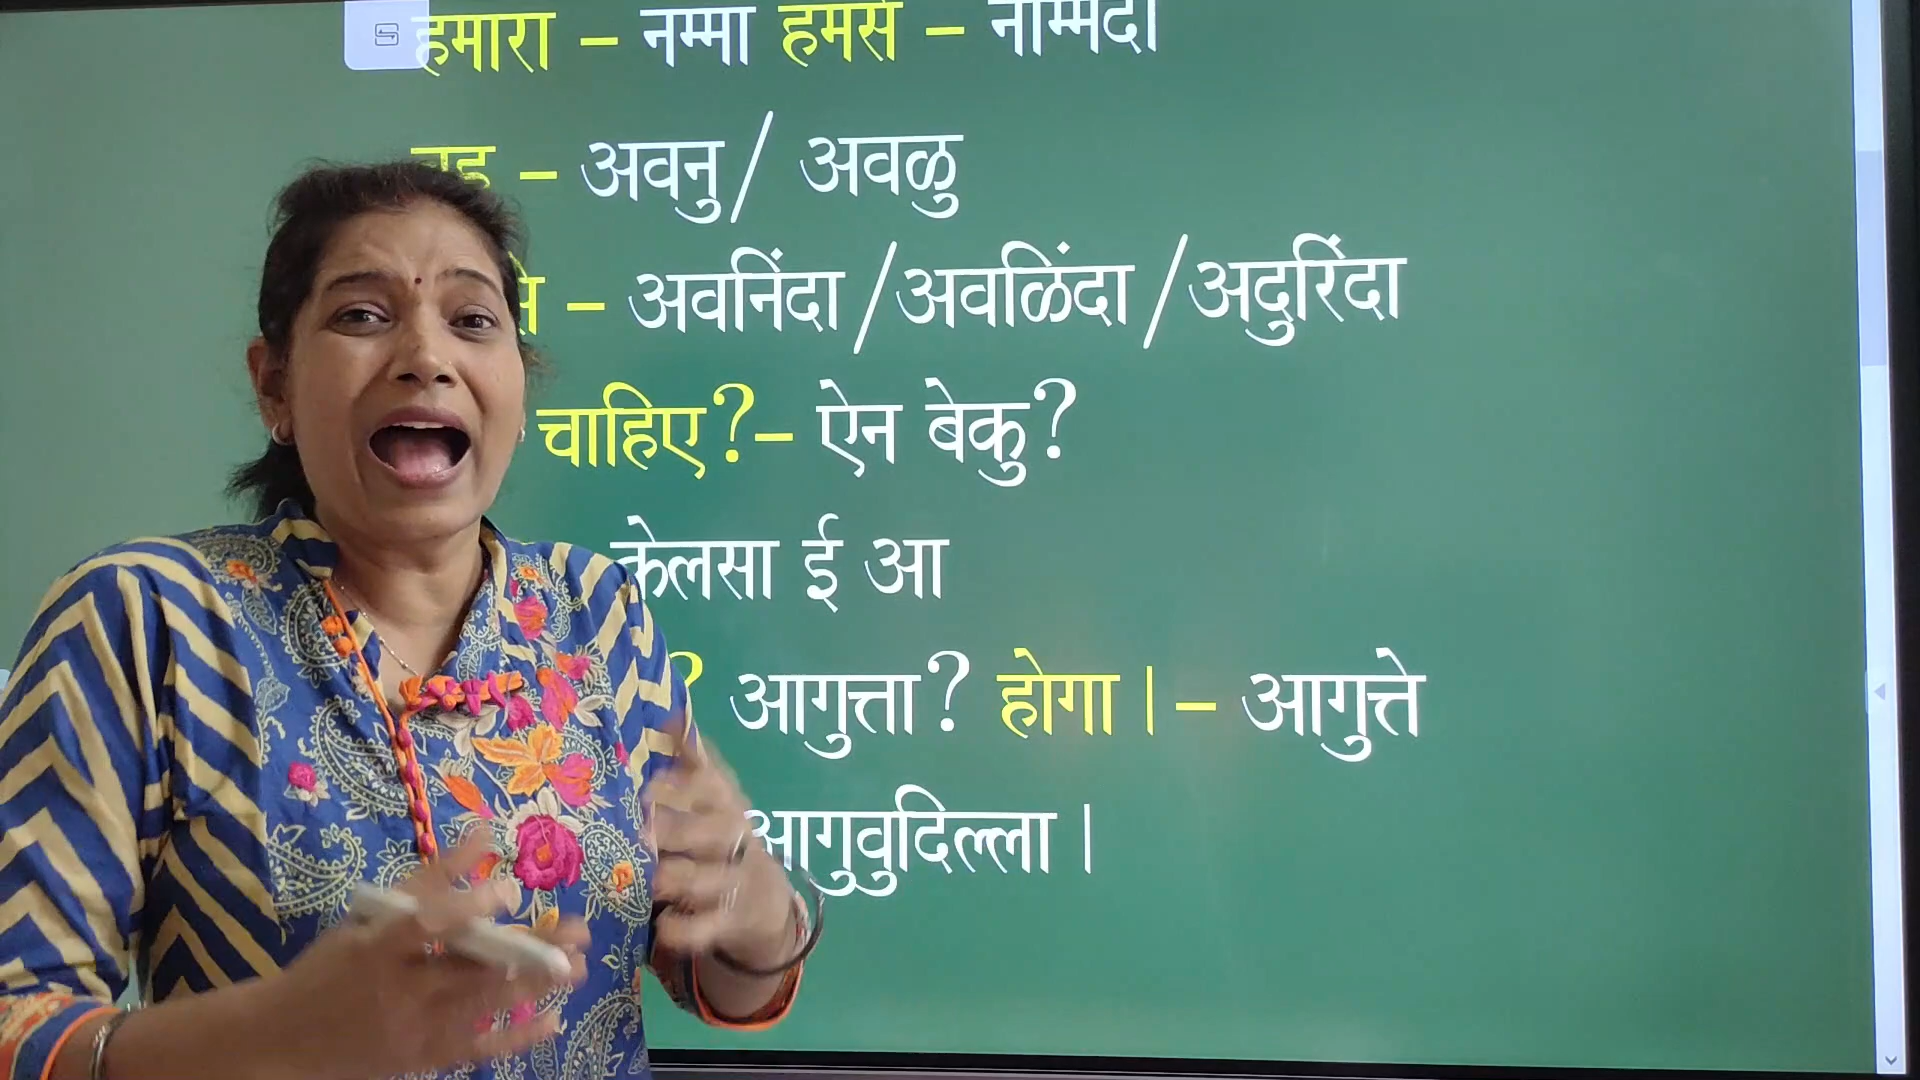 हमारा – नम्मा हमसे – नम्मिंदा
– अवनु/ अवळु
से – अवनिंदा /अवळिंदा /अदुरिंदा
चाहिए?– ऐन बेकु?
केलसा ई आ
? आगुत्ता? होगा।– आगुत्ते
आगुवुदिल्ला।